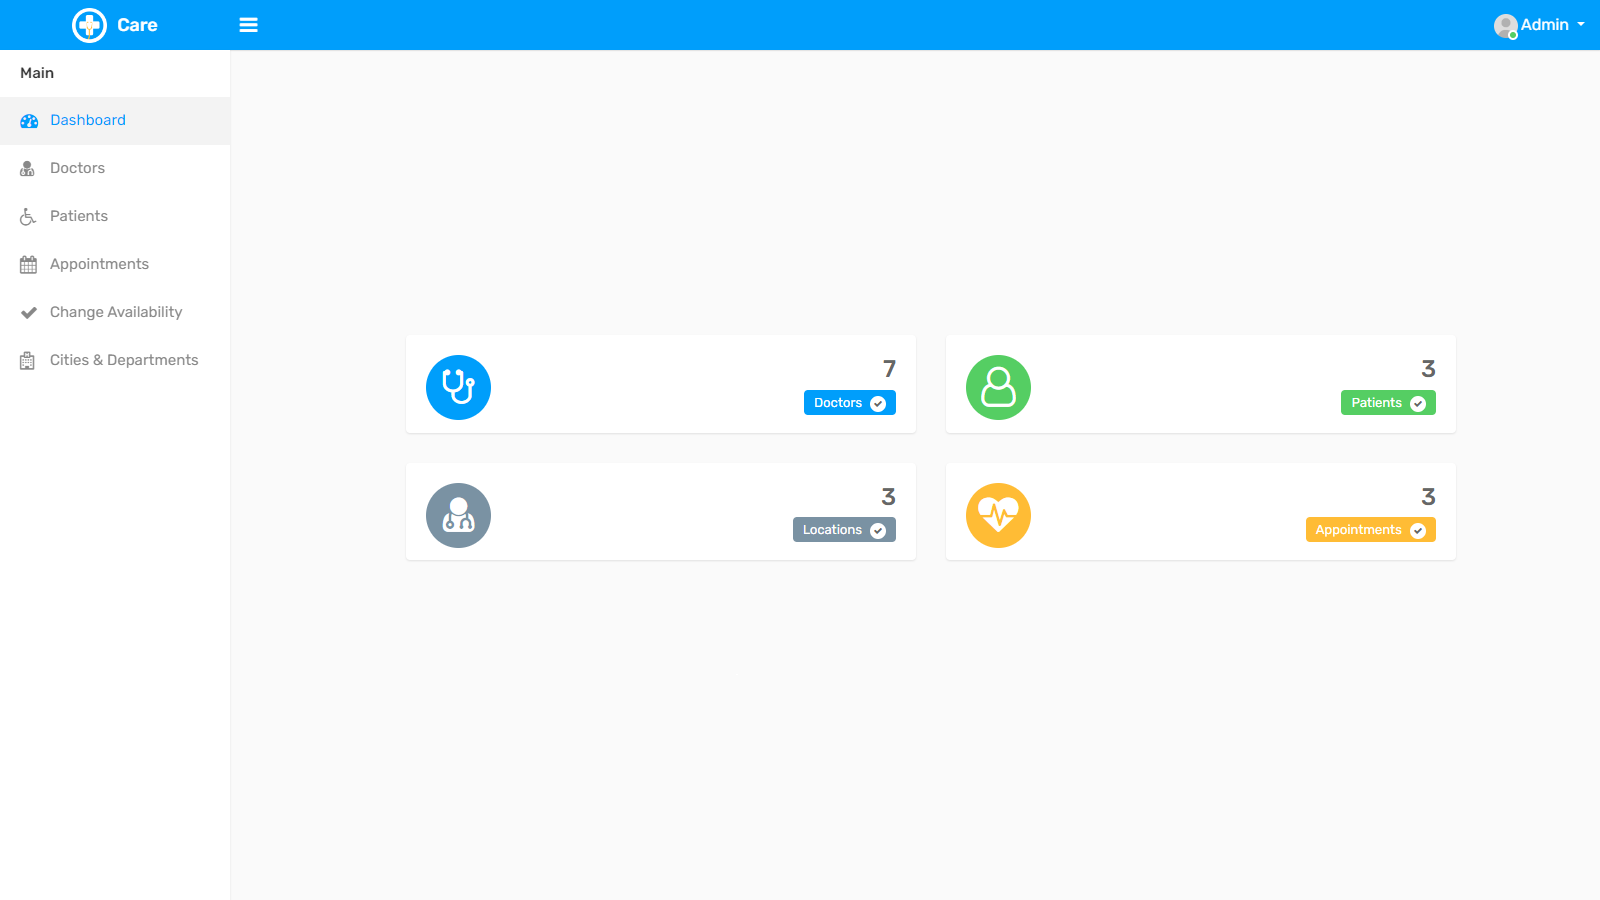 Care
Admin
Main
Dashboard
Doctors
Patients
Appointments
Change Availability
Cities & Departments
7
Doctors
3
Patients
3
Locations
3
Appointments